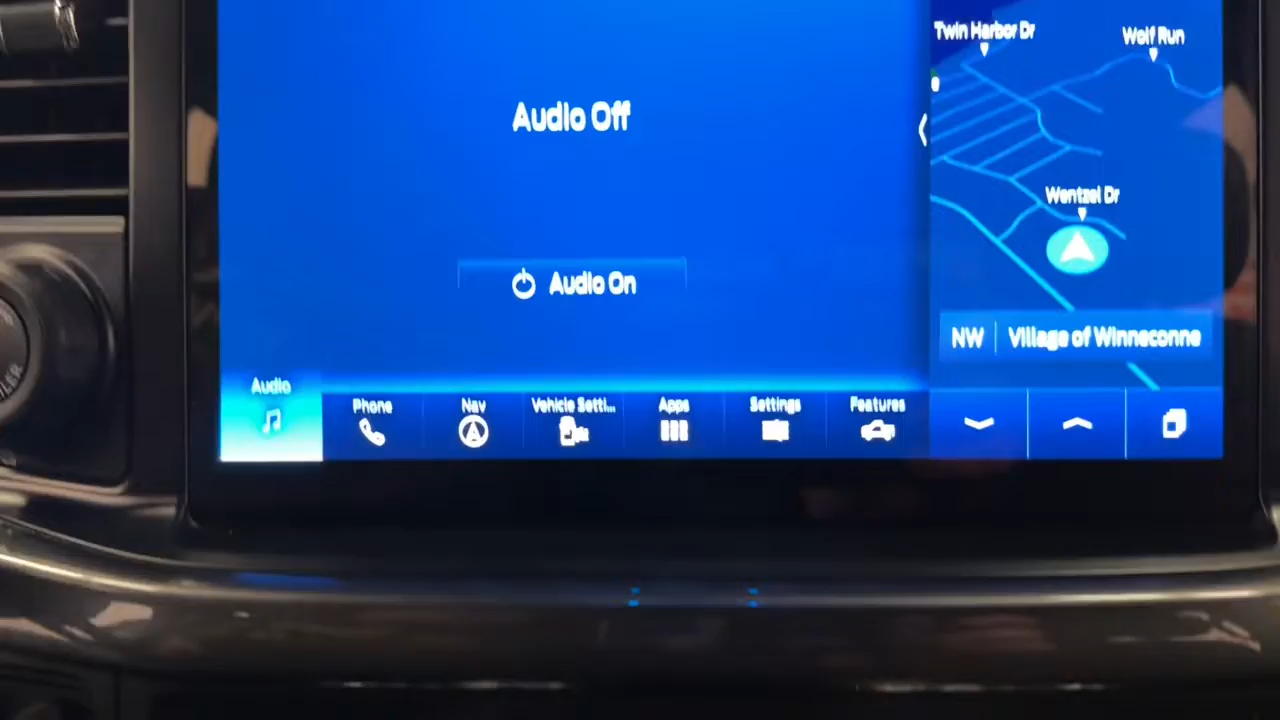 Twin Harbor Dr
Wolf Run
Audio Off
Wentzel Dr
Audio On
NW Village of Winneconne
Audio
Phone
Nav
Vehicle Setti...
Apps
Settings
Features